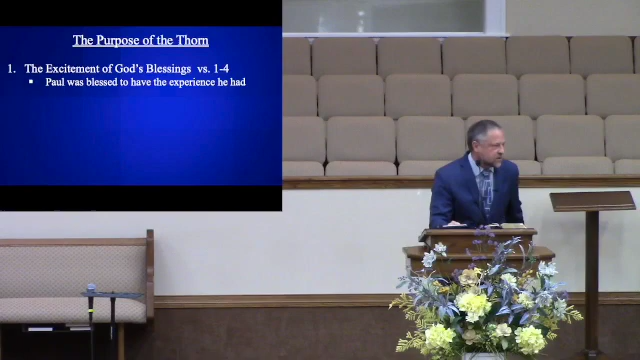 The Purpose of the Thorn
1. The Excitement of God's Blessings vs. 1-4
▪ Paul was blessed to have the experience he had